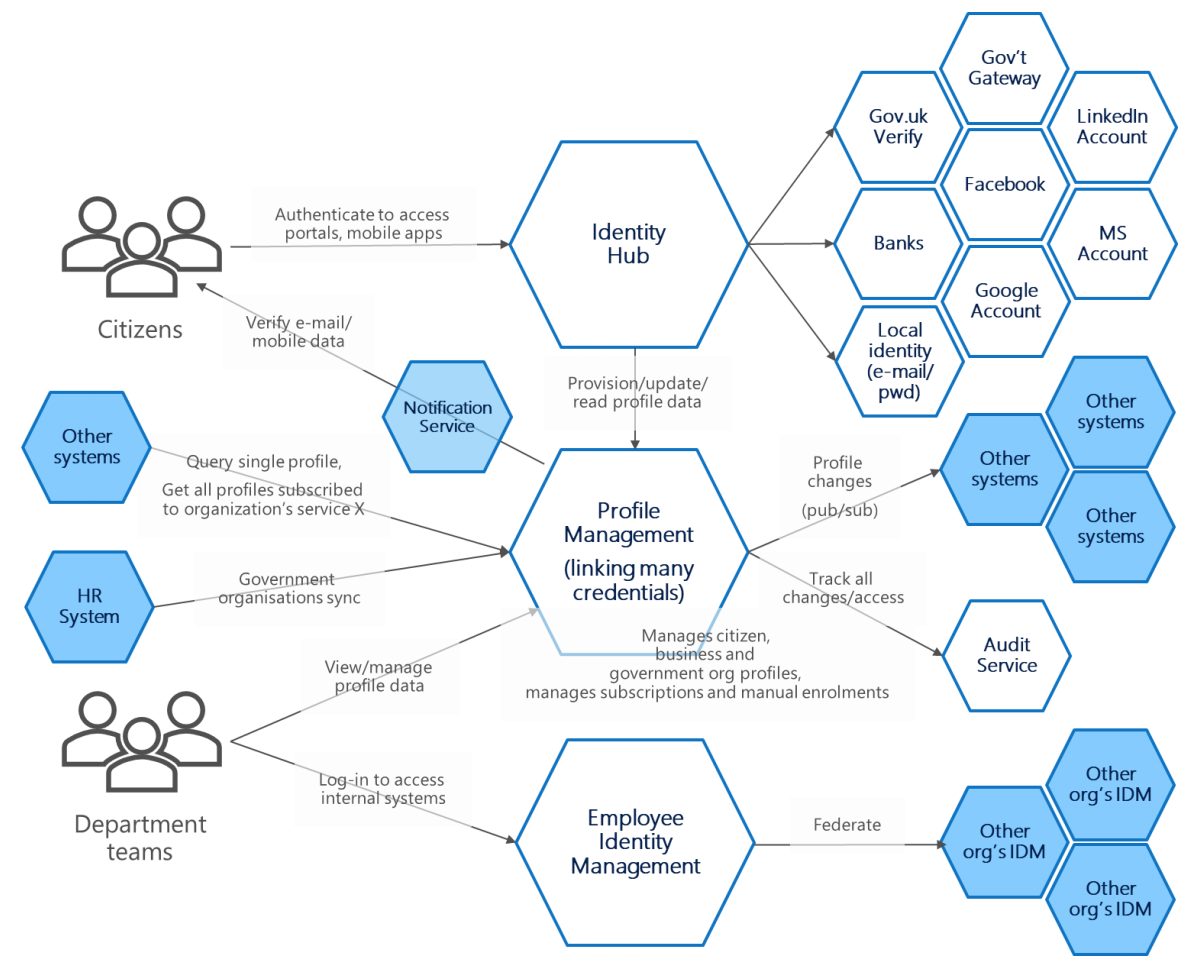 Gov't
Gateway
Gov.uk
Verify
LinkedIn
Account
Facebook
Authenticate to access
portals, mobile apps
Identity
Hub
Banks
MS
Account
Google
Account
Citizens
Verify e-mail/
mobile data
Local
identity
(e-mail/
pwd)
Provision/update/
read profile data
Notification
Service
Other
systems
Other
systems
Query single profile,
Get all profiles subscribed
to organization's service X
Profile
changes
(pub/sub)
Other
systems
Other
systems
Profile
Management
(linking many
credentials)
HR
System
Government
organisations sync
Track all
changes/access
Manages citizen,
business and
government org profiles,
manages subscriptions and manual enrolments
Audit
Service
View/manage
profile data
Department
teams
Log-in to access
internal systems
Employee
Identity
Management
Federate
Other
org's IDM
Other
org's IDM
Other
org's IDM